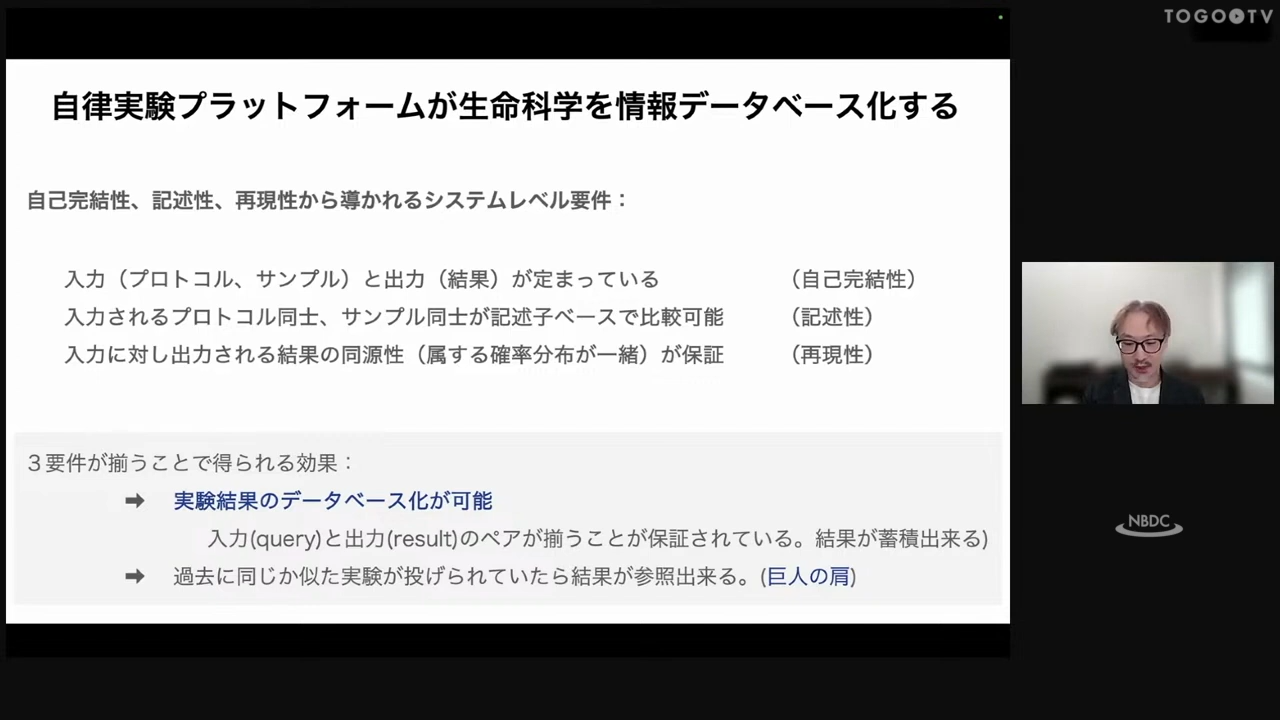 TOGOTV
自律実験プラットフォームが生命科学を情報データベース化する
自己完結性、記述性、再現性から導かれるシステムレベル要件：
入力（プロトコル、サンプル）と出力（結果）が定まっている （自己完結性）
入力されるプロトコル同士、サンプル同士が記述子ベースで比較可能 （記述性）
入力に対し出力される結果の同源性（属する確率分布が一緒）が保証 （再現性）
３要件が揃うことで得られる効果：
➡ 実験結果のデータベース化が可能
入力(query)と出力(result)のペアが揃うことが保証されている。結果が蓄積出来る)
➡ 過去に同じか似た実験が投げられていたら結果が参照出来る。(巨人の肩)
NBDC